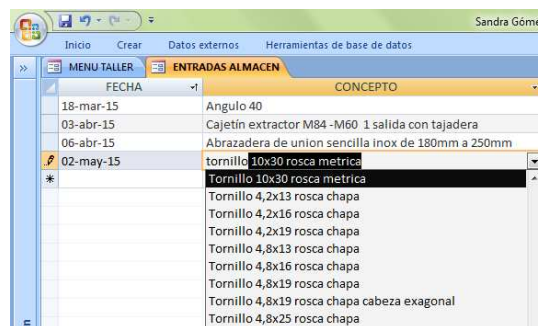 Sandra Góme
Inicio Crear Datos externos Herramientas de base de datos
MENU TALLER ENTRADAS ALMACEN
FECHA CONCEPTO
18-mar-15 Angulo 40
03-abr-15 Cajetín extractor M84 -M60 1 salida con tajadera
06-abr-15 Abrazadera de union sencilla inox de 180mm a 250mm
02-may-15 tornillo 10x30 rosca metrica
Tornillo 10x30 rosca metrica
Tornillo 4,2x13 rosca chapa
Tornillo 4,2x16 rosca chapa
Tornillo 4,2x19 rosca chapa
Tornillo 4,8x13 rosca chapa
Tornillo 4,8x16 rosca chapa
Tornillo 4,8x19 rosca chapa
Tornillo 4,8x19 rosca chapa cabeza exagonal
Tornillo 4,8x25 rosca chapa